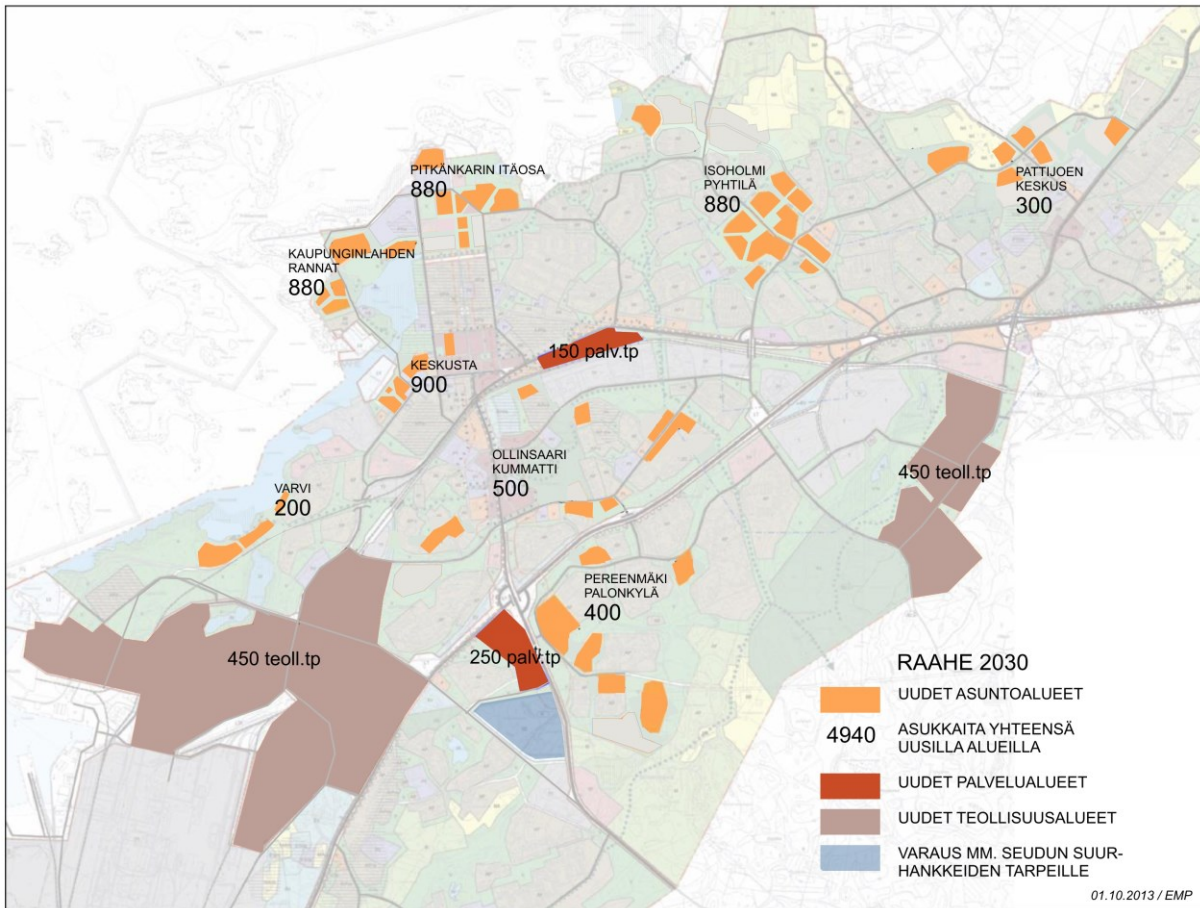 PITKÄNKARIN ITÄOSA
880
ISOHOLMI
PYHTILÄ
880
PATTIJOEN
KESKUS
300
KAUPUNGINLAHDEN
RANNAT
880
150 palv.tp
KESKUSTA
900
OLLINSAARI
KUMMATTI
500
450 teoll.tp
VARVI
200
PEREENMÄKI
PALONKYLÄ
400
450 teoll.tp
250 palv.tp
RAAHE 2030
UUDET ASUNTOALUEET
4940 ASUKKAITA YHTEENSÄ
UUSILLA ALUEILLA
UUDET PALVELUALUEET
UUDET TEOLLISUUSALUEET
VARAUS MM. SEUDUN SUUR-
HANKKEIDEN TARPEILLE
01.10.2013 / EMP